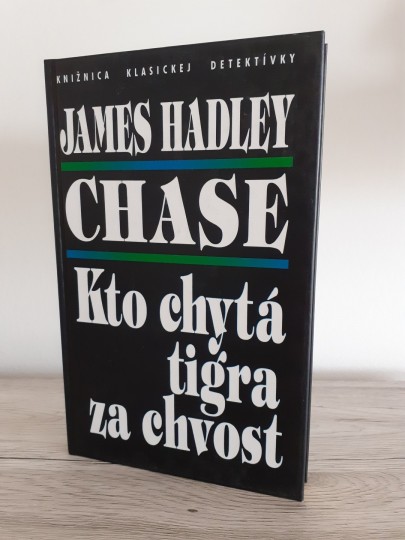 KNIŽNICA KLASICKEJ DETEKTÍVKY
JAMES HADLEY
CHASE
Kto chytá
tigra
za chvost